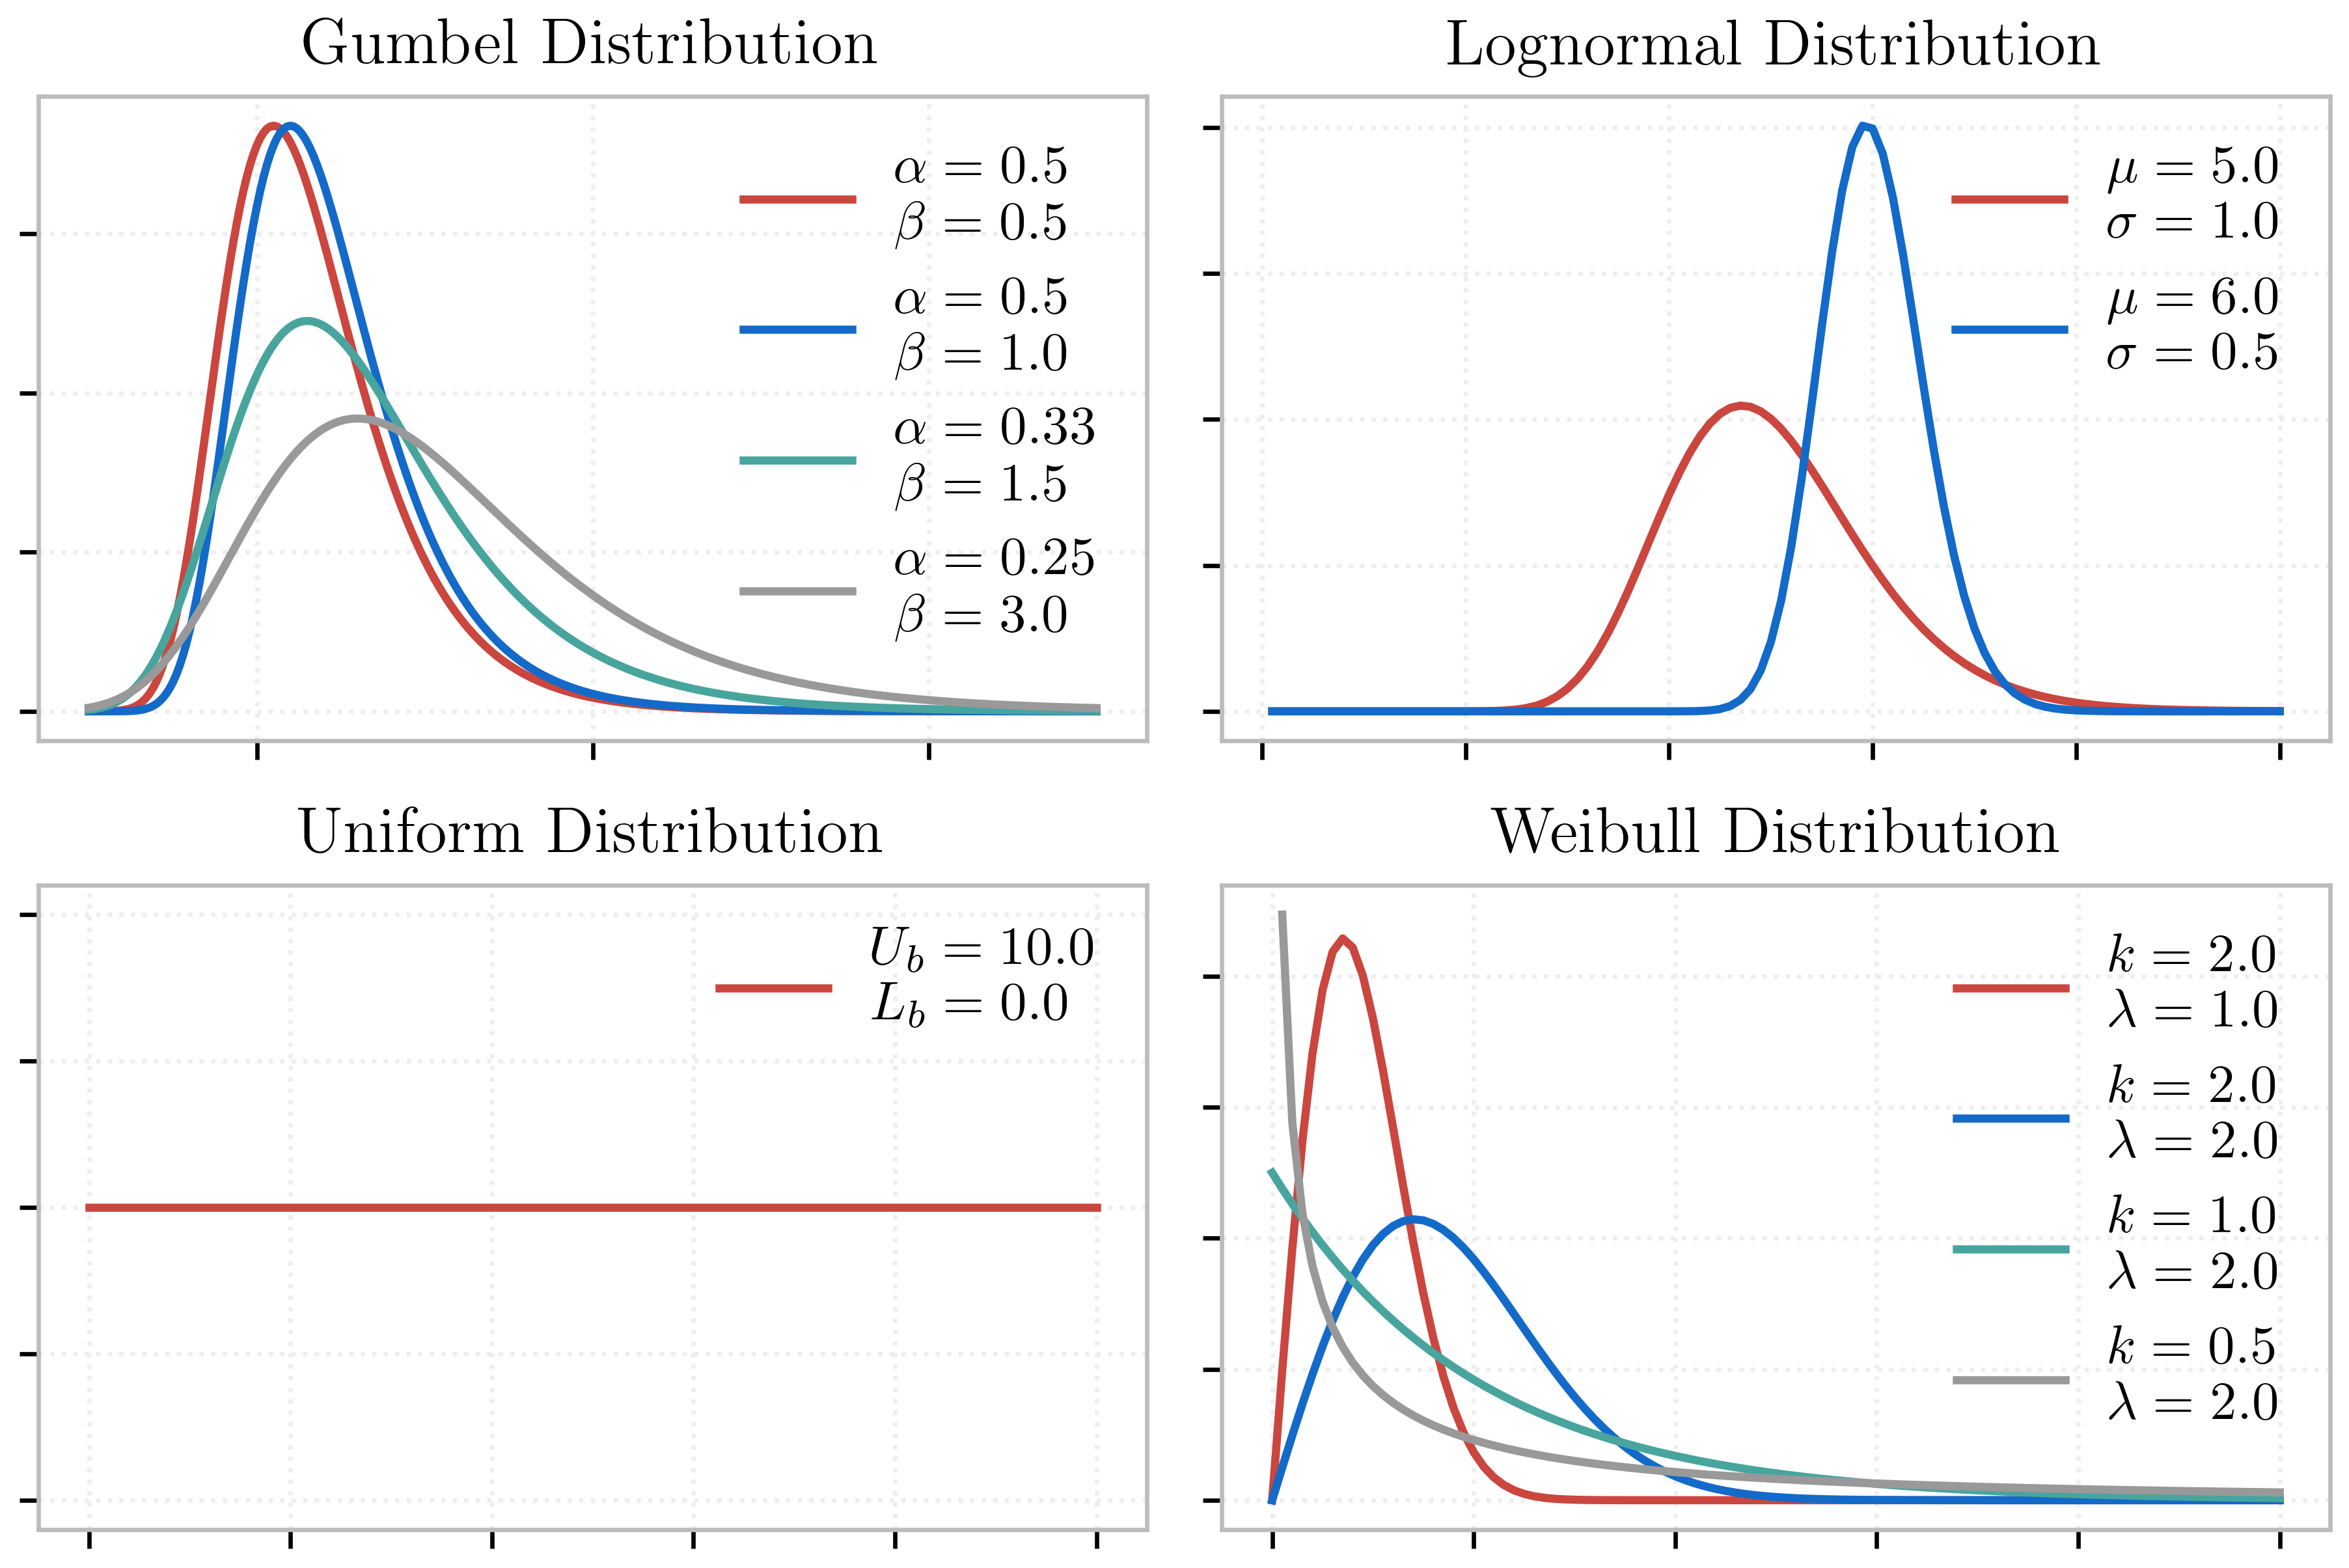 Gumbel Distribution
α = 0.5
β = 0.5
α = 0.5
β = 1.0
α = 0.33
β = 1.5
α = 0.25
β = 3.0
Lognormal Distribution
μ = 5.0
σ = 1.0
μ = 6.0
σ = 0.5
Uniform Distribution
U_b = 10.0
L_b = 0.0
Weibull Distribution
k = 2.0
λ = 1.0
k = 2.0
λ = 2.0
k = 1.0
λ = 2.0
k = 0.5
λ = 2.0